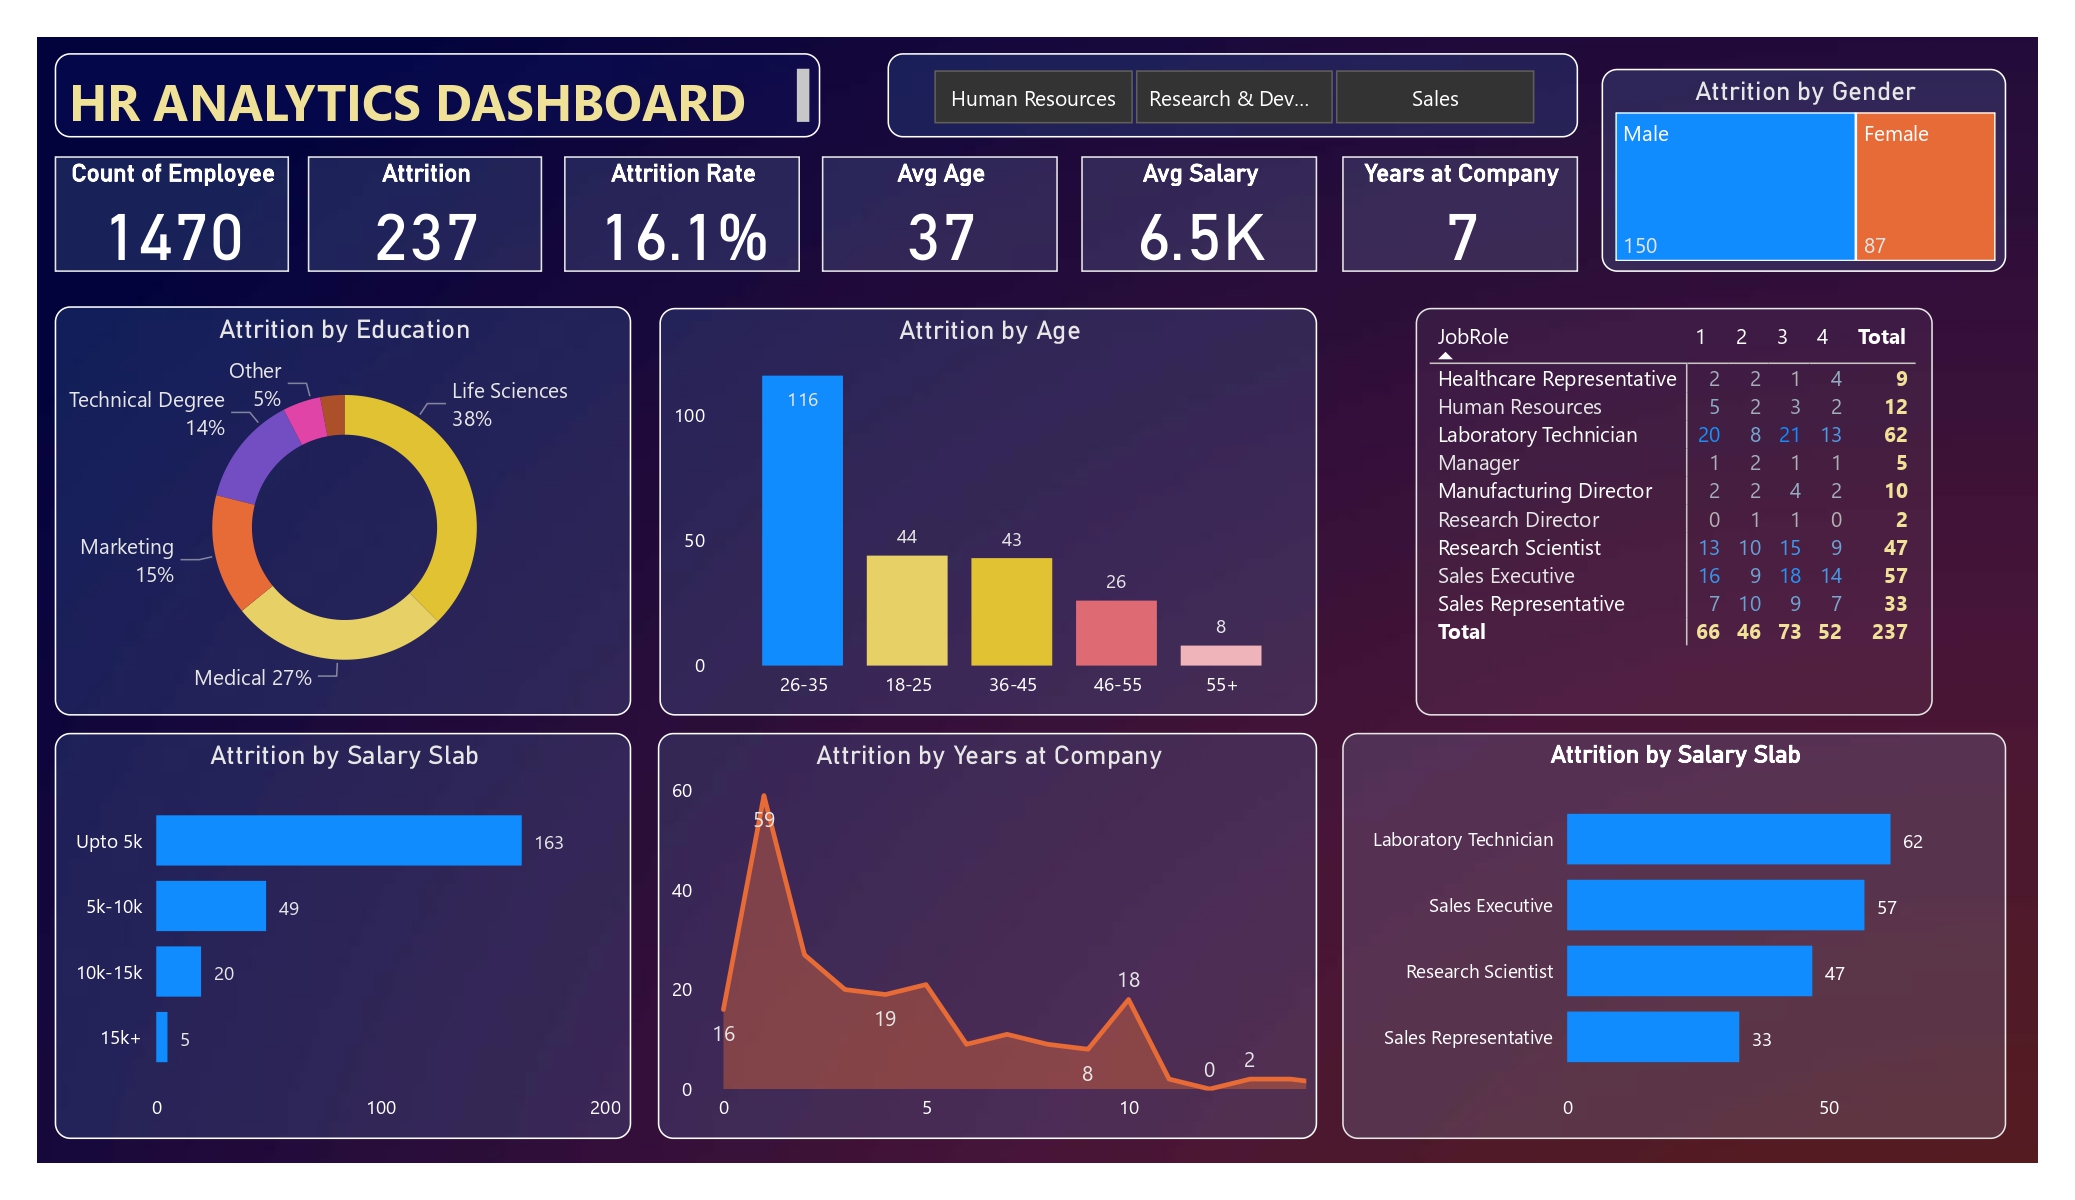 HR ANALYTICS DASHBOARD
Human Resources
Research & Dev...
Sales
Attrition by Gender
Male
Female
150
87
Count of Employee
1470
Attrition
237
Attrition Rate
16.1%
Avg Age
37
Avg Salary
6.5K
Years at Company
7
Attrition by Education
Other
5%
Technical Degree
14%
Life Sciences
38%
Marketing
15%
Medical 27%
Attrition by Age
100
50
0
116
44
43
26
8
26-35
18-25
36-45
46-55
55+
JobRole 1 2 3 4 Total
Healthcare Representative 2 2 1 4 9
Human Resources 5 2 3 2 12
Laboratory Technician 20 8 21 13 62
Manager 1 2 1 1 5
Manufacturing Director 2 2 4 2 10
Research Director 0 1 1 0 2
Research Scientist 13 10 15 9 47
Sales Executive 16 9 18 14 57
Sales Representative 7 10 9 7 33
Total 66 46 73 52 237
Attrition by Salary Slab
Upto 5k 163
5k-10k 49
10k-15k 20
15k+ 5
0 100 200
Attrition by Years at Company
60
40
20
0
16
59
19
8
18
0
2
0 5 10
Attrition by Salary Slab
Laboratory Technician 62
Sales Executive 57
Research Scientist 47
Sales Representative 33
0 50